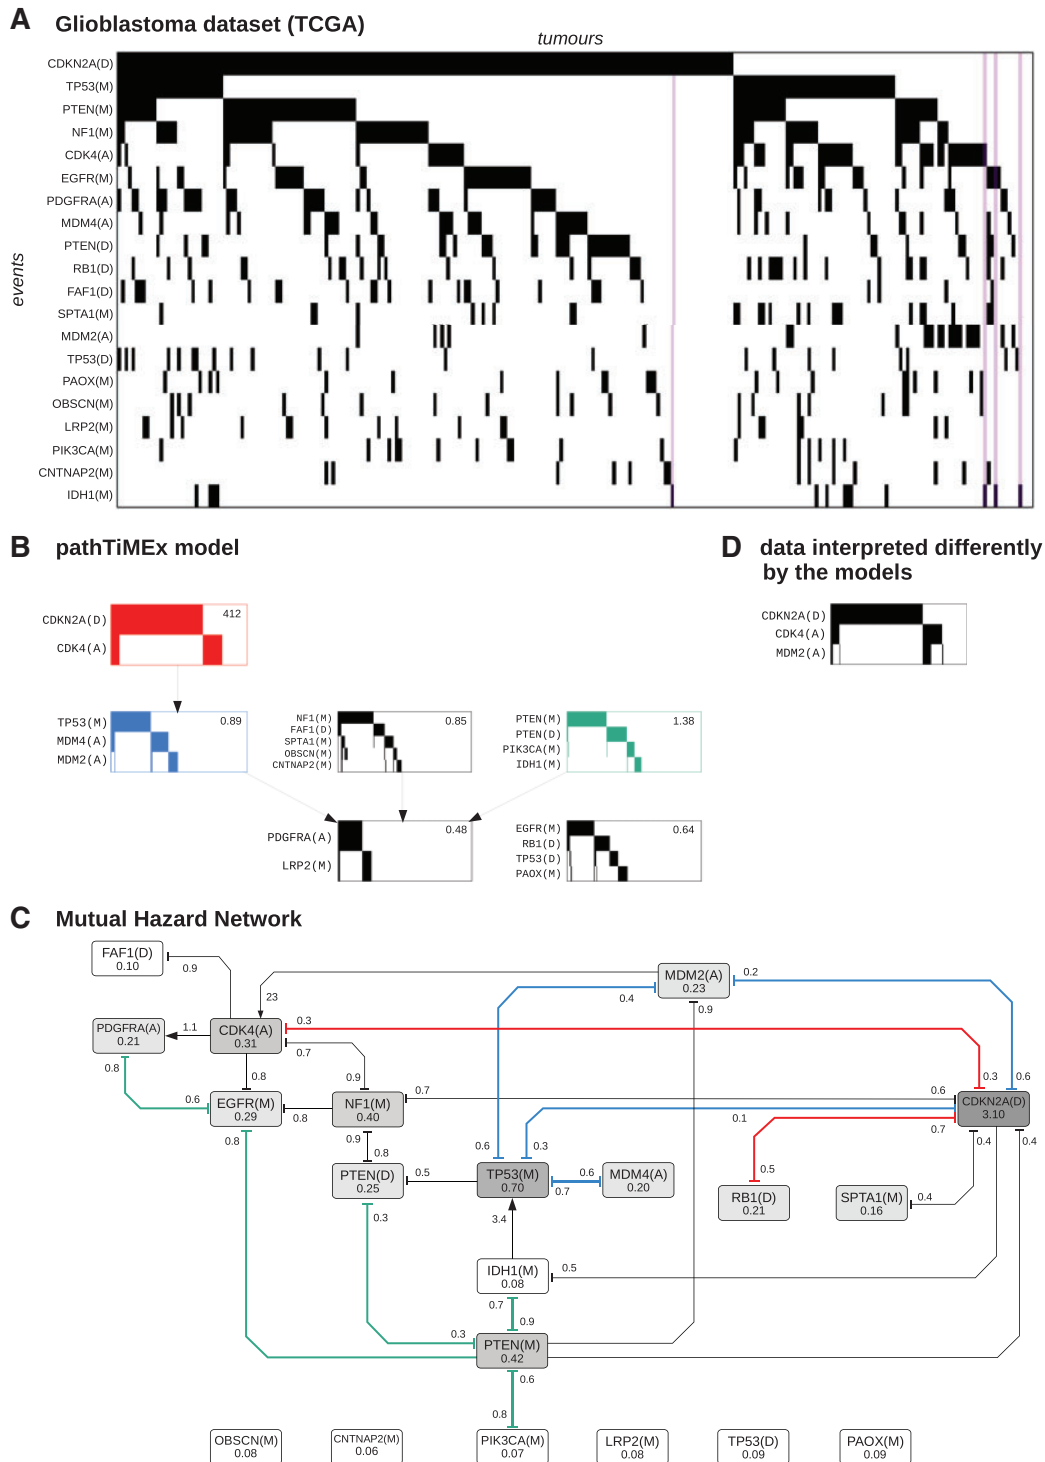 A Glioblastoma dataset (TCGA)
tumours
events
CDKN2A(D)
TP53(M)
PTEN(M)
NF1(M)
CDK4(A)
EGFR(M)
PDGFRA(A)
MDM4(A)
PTEN(D)
RB1(D)
FAF1(D)
SPTA1(M)
MDM2(A)
TP53(D)
PAOX(M)
OBSCN(M)
LRP2(M)
PIK3CA(M)
CNTNAP2(M)
IDH1(M)
B pathTiMEx model
CDKN2A(D)
CDK4(A)
412
TP53(M)
MDM4(A)
MDM2(A)
0.89
NF1(M)
FAF1(D)
SPTA1(M)
OBSCN(M)
CNTNAP2(M)
0.85
PTEN(M)
PTEN(D)
PIK3CA(M)
IDH1(M)
1.38
PDGFRA(A)
LRP2(M)
0.48
EGFR(M)
RB1(D)
TP53(D)
PAOX(M)
0.64
D data interpreted differently
by the models
CDKN2A(D)
CDK4(A)
MDM2(A)
C Mutual Hazard Network
FAF1(D)
0.10
0.9
MDM2(A)
0.23
0.2
0.4
0.9
23
PDGFRA(A)
0.21
1.1
CDK4(A)
0.31
0.3
0.7
0.8
0.8
0.9
0.3
0.6
0.6
EGFR(M)
0.29
0.8
0.8
NF1(M)
0.40
0.7
0.6
CDKN2A(D)
3.10
0.1
0.7
0.4
0.4
0.9
0.8
0.6
0.3
PTEN(D)
0.25
0.5
0.3
TP53(M)
0.70
0.6
0.7
MDM4(A)
0.20
0.5
RB1(D)
0.21
SPTA1(M)
0.16
0.4
3.4
IDH1(M)
0.08
0.5
0.7
0.9
0.3
PTEN(M)
0.42
0.6
0.8
OBSCN(M)
0.08
CNTNAP2(M)
0.06
PIK3CA(M)
0.07
LRP2(M)
0.08
TP53(D)
0.09
PAOX(M)
0.09